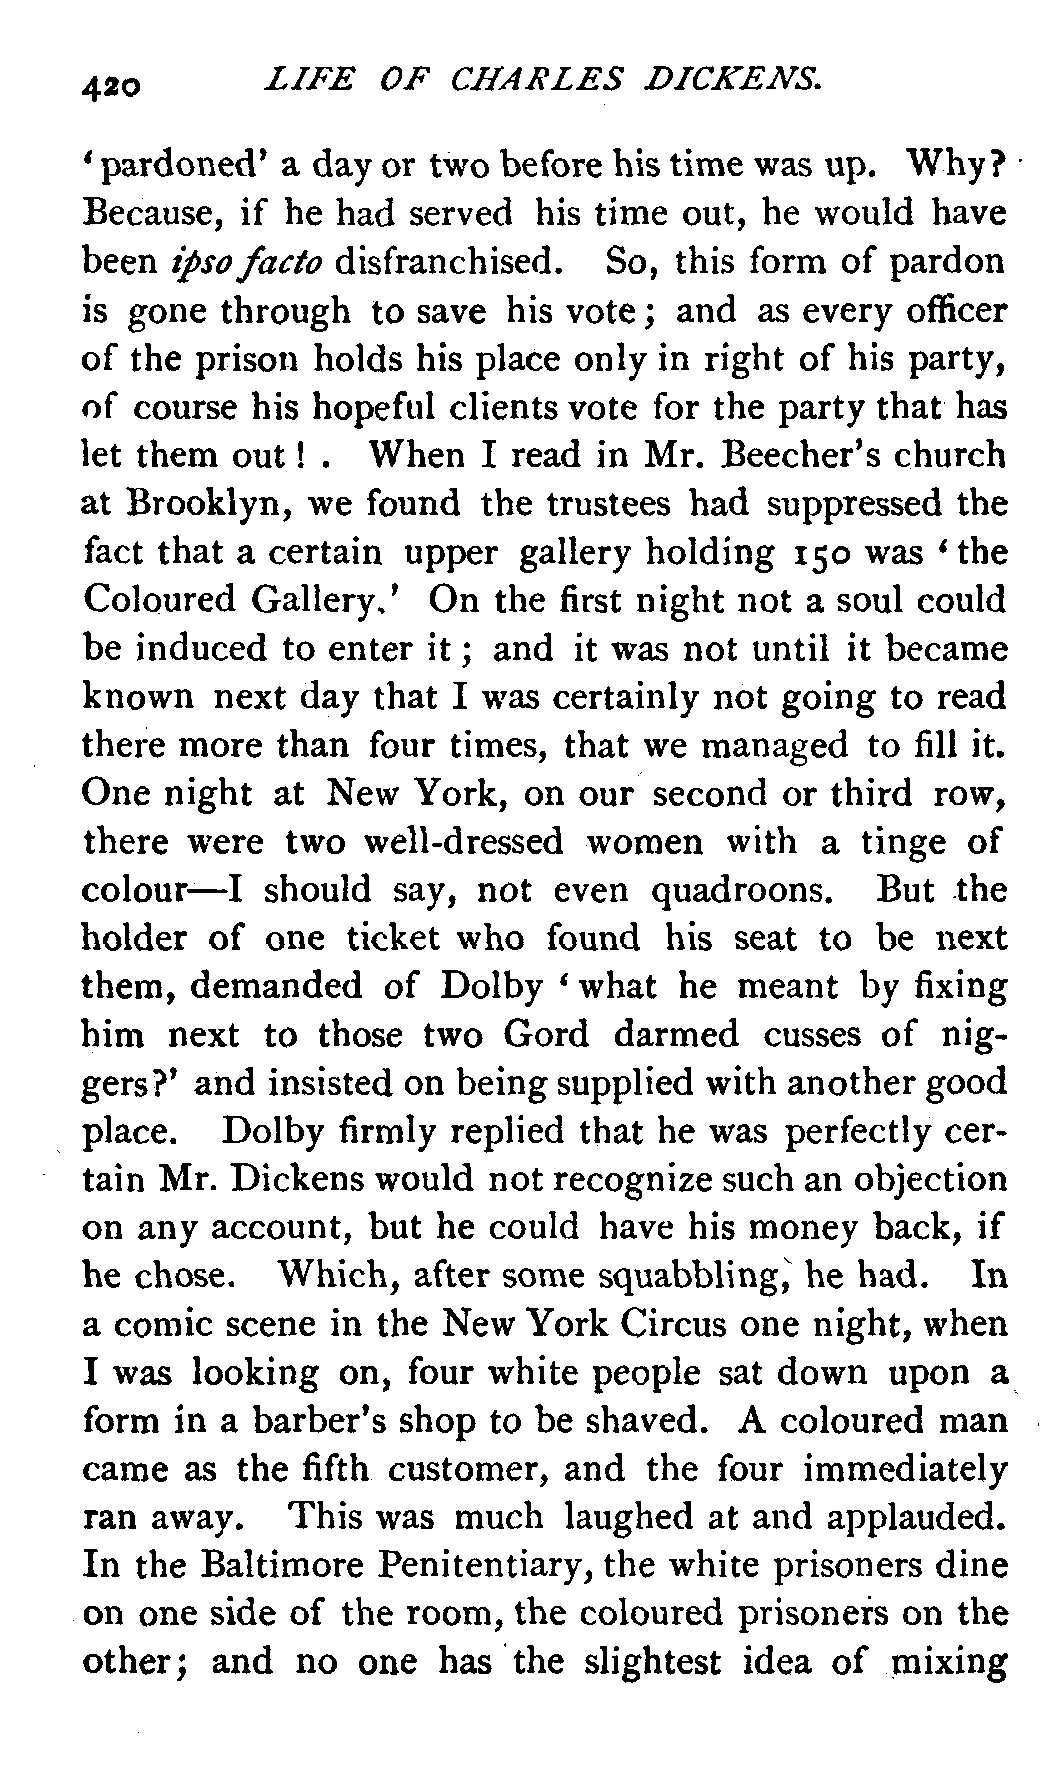 420 LIFE OF CHARLES DICKENS.
‘pardoned’ a day or two before his time was up. Why?
Because, if he had served his time out, he would have
been ipso facto disfranchised. So, this form of pardon
is gone through to save his vote; and as every officer
of the prison holds his place only in right of his party,
of course his hopeful clients vote for the party that has
let them out! . When I read in Mr. Beecher's church
at Brooklyn, we found the trustees had suppressed the
fact that a certain upper gallery holding 150 was ‘the
Coloured Gallery.’ On the first night not a soul could
be induced to enter it; and it was not until it became
known next day that I was certainly not going to read
there more than four times, that we managed to fill it.
One night at New York, on our second or third row,
there were two well-dressed women with a tinge of
colour—I should say, not even quadroons. But the
holder of one ticket who found his seat to be next
them, demanded of Dolby ‘what he meant by fixing
him next to those two Gord darmed cusses of nig-
gers?’ and insisted on being supplied with another good
place. Dolby firmly replied that he was perfectly cer-
tain Mr. Dickens would not recognize such an objection
on any account, but he could have his money back, if
he chose. Which, after some squabbling, he had. In
a comic scene in the New York Circus one night, when
I was looking on, four white people sat down upon a
form in a barber's shop to be shaved. A coloured man
came as the fifth customer, and the four immediately
ran away. This was much laughed at and applauded.
In the Baltimore Penitentiary, the white prisoners dine
on one side of the room, the coloured prisoners on the
other; and no one has the slightest idea of mixing